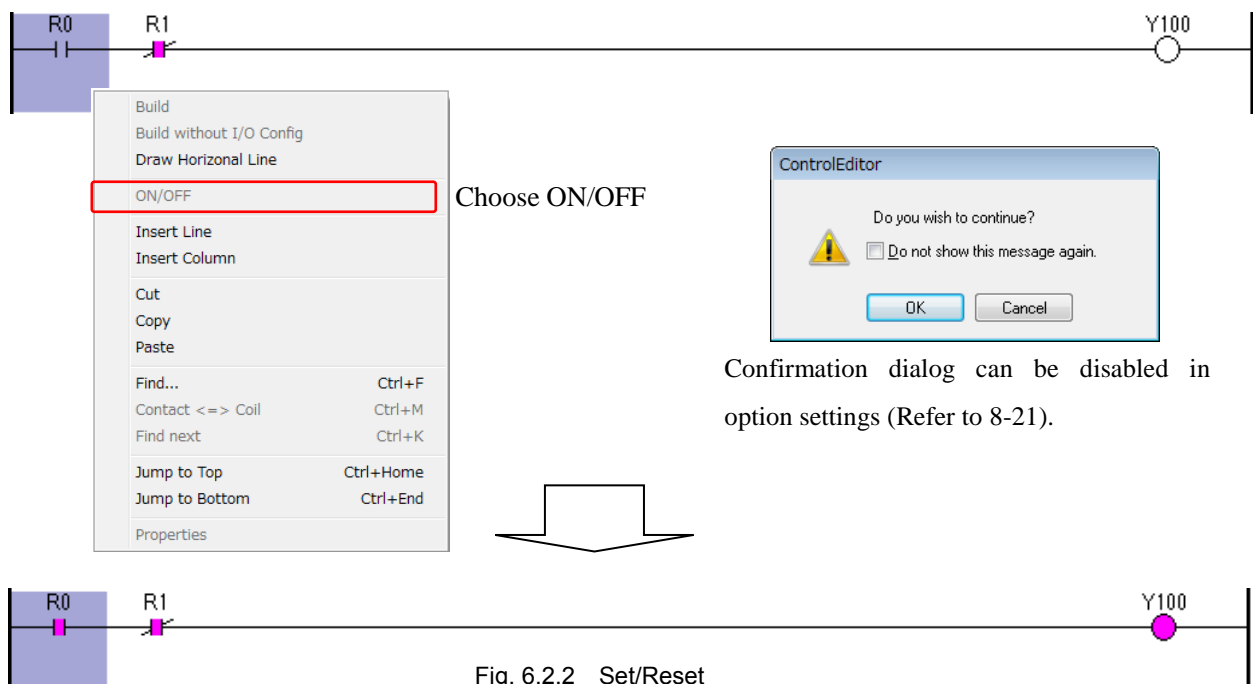 R0 R1 Y100
Build
Build without I/O Config
Draw Horizonal Line
ON/OFF
Choose ON/OFF
Insert Line
Insert Column
Cut
Copy
Paste
Find... Ctrl+F
Contact <=> Coil Ctrl+M
Find next Ctrl+K
Jump to Top Ctrl+Home
Jump to Bottom Ctrl+End
Properties
ControlEditor
Do you wish to continue?
Do not show this message again.
OK Cancel
Confirmation dialog can be disabled in
option settings (Refer to 8-21).
R0 R1 Y100
Fig. 6.2.2 Set/Reset